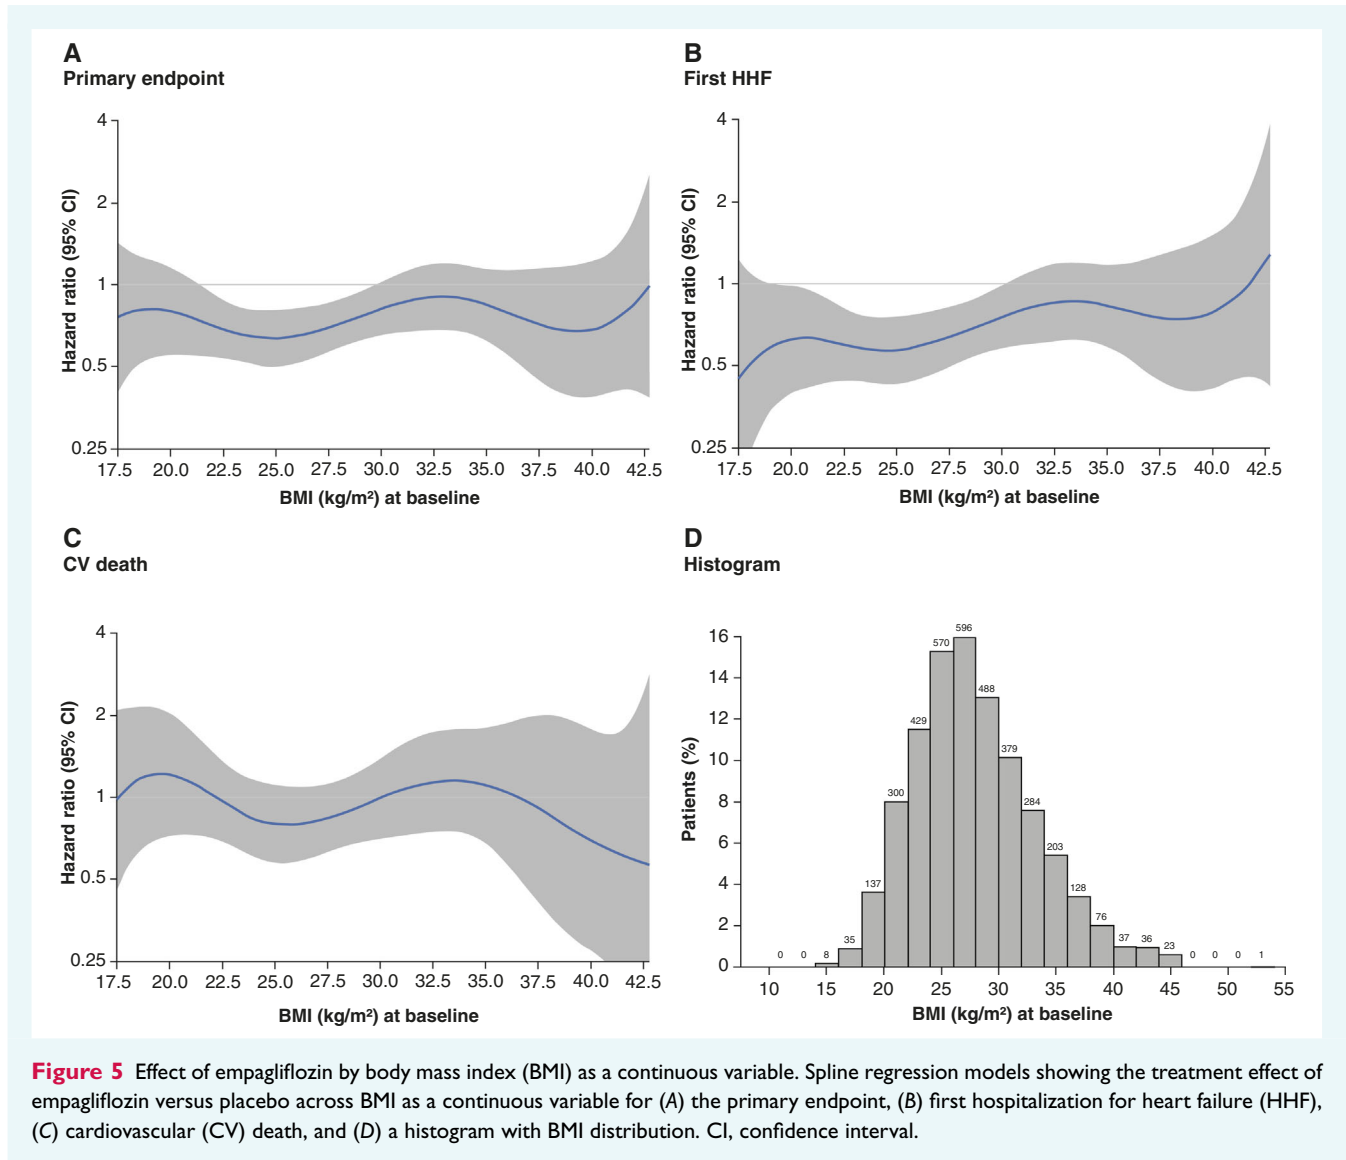 A
Primary endpoint
4
2
1
0.5
0.25
Hazard ratio (95% CI)
17.5 20.0 22.5 25.0 27.5 30.0 32.5 35.0 37.5 40.0 42.5
BMI (kg/m²) at baseline
B
First HHF
4
2
1
0.5
0.25
Hazard ratio (95% CI)
17.5 20.0 22.5 25.0 27.5 30.0 32.5 35.0 37.5 40.0 42.5
BMI (kg/m²) at baseline
C
CV death
4
2
1
0.5
0.25
Hazard ratio (95% CI)
17.5 20.0 22.5 25.0 27.5 30.0 32.5 35.0 37.5 40.0 42.5
BMI (kg/m²) at baseline
D
Histogram
16
14
12
10
8
6
4
2
0
Patients (%)
0 0 8 35 137 300 429 570 596 488 379 284 203 128 76 37 36 23 0 0 0 1
10 15 20 25 30 35 40 45 50 55
BMI (kg/m²) at baseline
Figure 5 Effect of empagliflozin by body mass index (BMI) as a continuous variable. Spline regression models showing the treatment effect of
empagliflozin versus placebo across BMI as a continuous variable for (A) the primary endpoint, (B) first hospitalization for heart failure (HHF),
(C) cardiovascular (CV) death, and (D) a histogram with BMI distribution. CI, confidence interval.